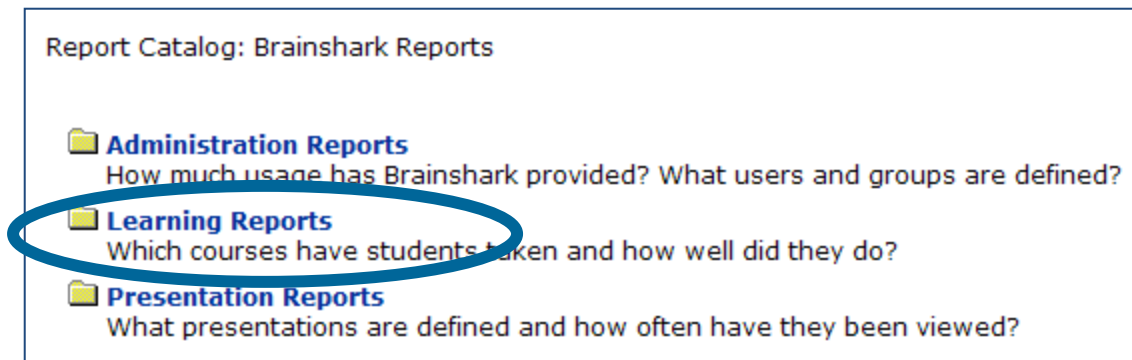 Report Catalog: Brainshark Reports
Administration Reports
How much usage has Brainshark provided? What users and groups are defined?
Learning Reports
Which courses have students taken and how well did they do?
Presentation Reports
What presentations are defined and how often have they been viewed?